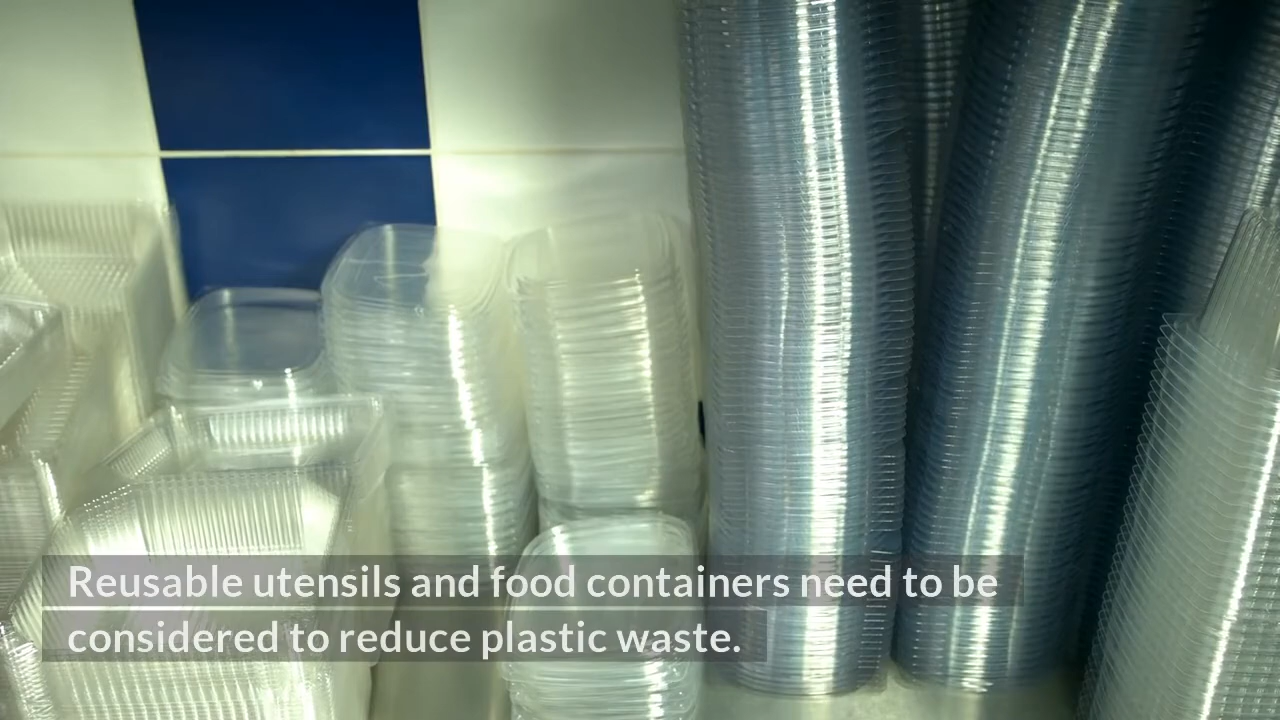 Reusable utensils and food containers need to be
considered to reduce plastic waste.